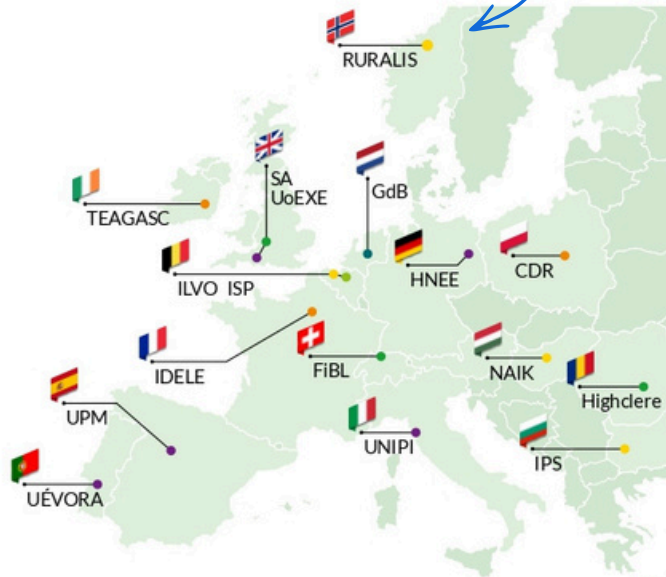 RURALIS
SA
UoEXE
GdB
TEAGASC
HNEE
CDR
ILVO ISP
IDELE
FiBL
NAIK
Highclere
UPM
UNIPI
IPS
UÉVORA